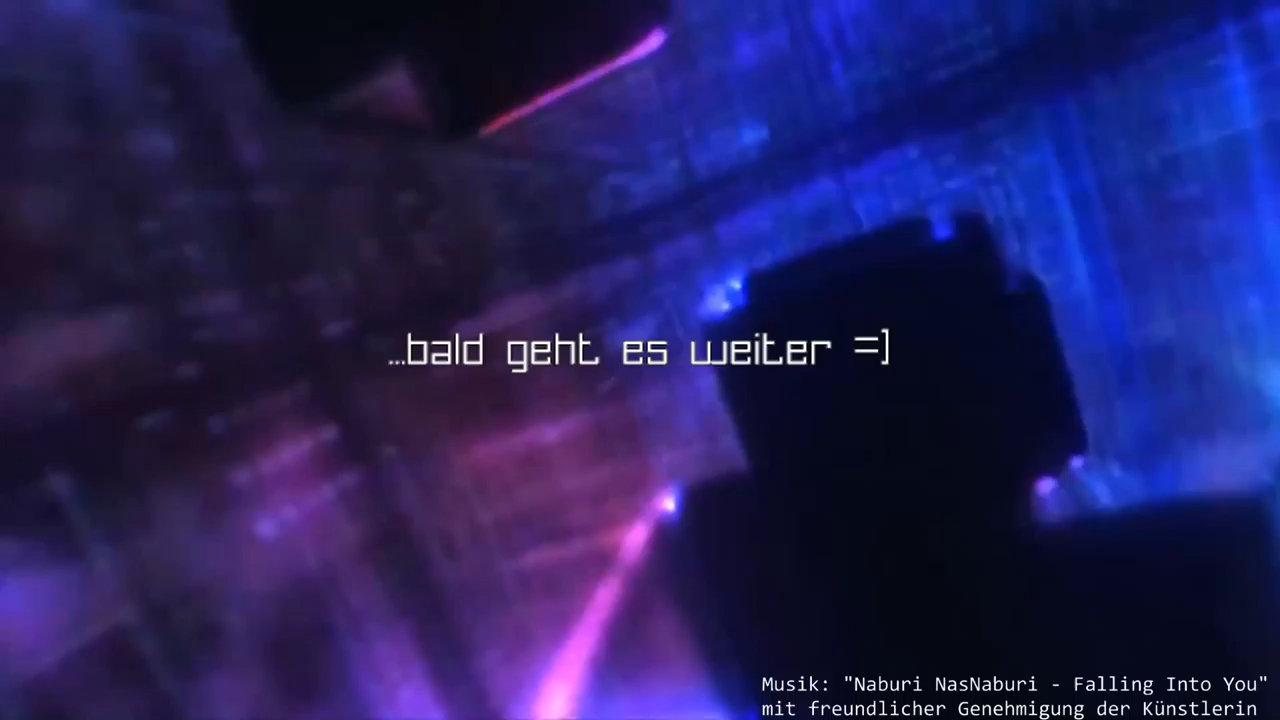 ...bald geht es weiter =]
Musik: "Naburi NasNaburi - Falling Into You"
mit freundlicher Genehmigung der Künstlerin